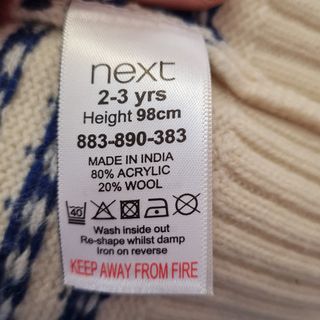 next
2-3 yrs
Height 98cm
883-890-383
MADE IN INDIA
80% ACRYLIC
20% WOOL
40
Wash inside out
Re-shape whilst damp
Iron on reverse
KEEP AWAY FROM FIRE